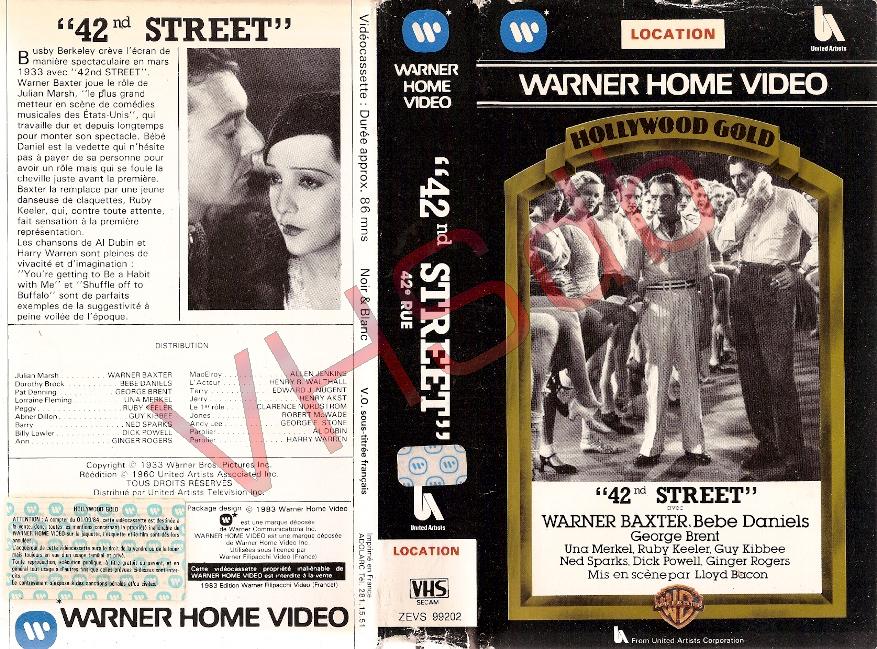 “42nd STREET”
Busby Berkeley crève l'écran de
manière spectaculaire en mars
1933 avec ‘‘42nd STREET’’.
Warner Baxter joue le rôle de
Julian Marsh, ‘‘le plus grand
metteur en scène de comédies
musicales des États-Unis’’, qui
travaille dur et depuis longtemps
pour monter son spectacle. Bébé
Daniel est la vedette qui n'hésite
pas à payer de sa personne pour
avoir un rôle mais qui se foule la
cheville juste avant la première.
Baxter la remplace par une jeune
danseuse de claquettes, Ruby
Keeler, qui, contre toute attente,
fait sensation à la première
représentation.
Les chansons de Al Dubin et
Harry Warren sont pleines de
vivacité et d'imagination :
‘‘You're getting to Be a Habit
with Me’’ et ‘‘Shuffle off to
Buffalo’’ sont de parfaits
exemples de la suggestivité à
peine voilée de l'époque.
DISTRIBUTION
Julian Marsh WARNER BAXTER
Dorothy Brock BEBE DANIELS
Pat Denning GEORGE BRENT
Lorraine Fleming UNA MERKEL
Peggy RUBY KEELER
Abner Dillon GUY KIBBEE
Barry NED SPARKS
Billy Lawler DICK POWELL
Ann GINGER ROGERS
MacElroy ALLEN JENKINS
L'Acteur HENRY B. WALTHALL
Terry EDWARD J. NUGENT
Jerry HENRY AKST
Le 1er rôle CLARENCE NORDSTROM
Jones ROBERT McWADE
Andy Lee GEORGE E. STONE
Parolier AL DUBIN
Parolier HARRY WARREN
Copyright © 1933 Warner Bros. Pictures Inc.
Réédition © 1960 United Artists Associated Inc.
TOUS DROITS RÉSERVÉS
Distribué par United Artists Television Inc.
HOLLYWOOD GOLD
Package design © 1983 Warner Home Video
est une marque déposée
de Warner Communications Inc.
WARNER HOME VIDEO est une marque déposée
de Warner Home Video Inc
Utilisées sous licence par
Warner Filipacchi Video (France)
Cette vidéocassette propriété inaliénable de
WARNER HOME VIDEO est interdite à la vente
1983 Edition Warner Filipacchi Video (France)
WARNER HOME VIDEO
Vidéocassette : Durée approx. 86 mns Noir & Blanc V.O. sous-titrée français
Imprimé en France
WARNER
HOME
VIDEO
“42nd STREET”
42e RUE
United Artists
LOCATION
VHS
SECAM
ZEVS 99202
LOCATION
United Artists
WARNER HOME VIDEO
HOLLYWOOD GOLD
“42nd STREET”
avec
WARNER BAXTER, Bebe Daniels
George Brent
Una Merkel, Ruby Keeler, Guy Kibbee
Ned Sparks, Dick Powell, Ginger Rogers
Mis en scène par Lloyd Bacon
WB
From United Artists Corporation
VHSdb